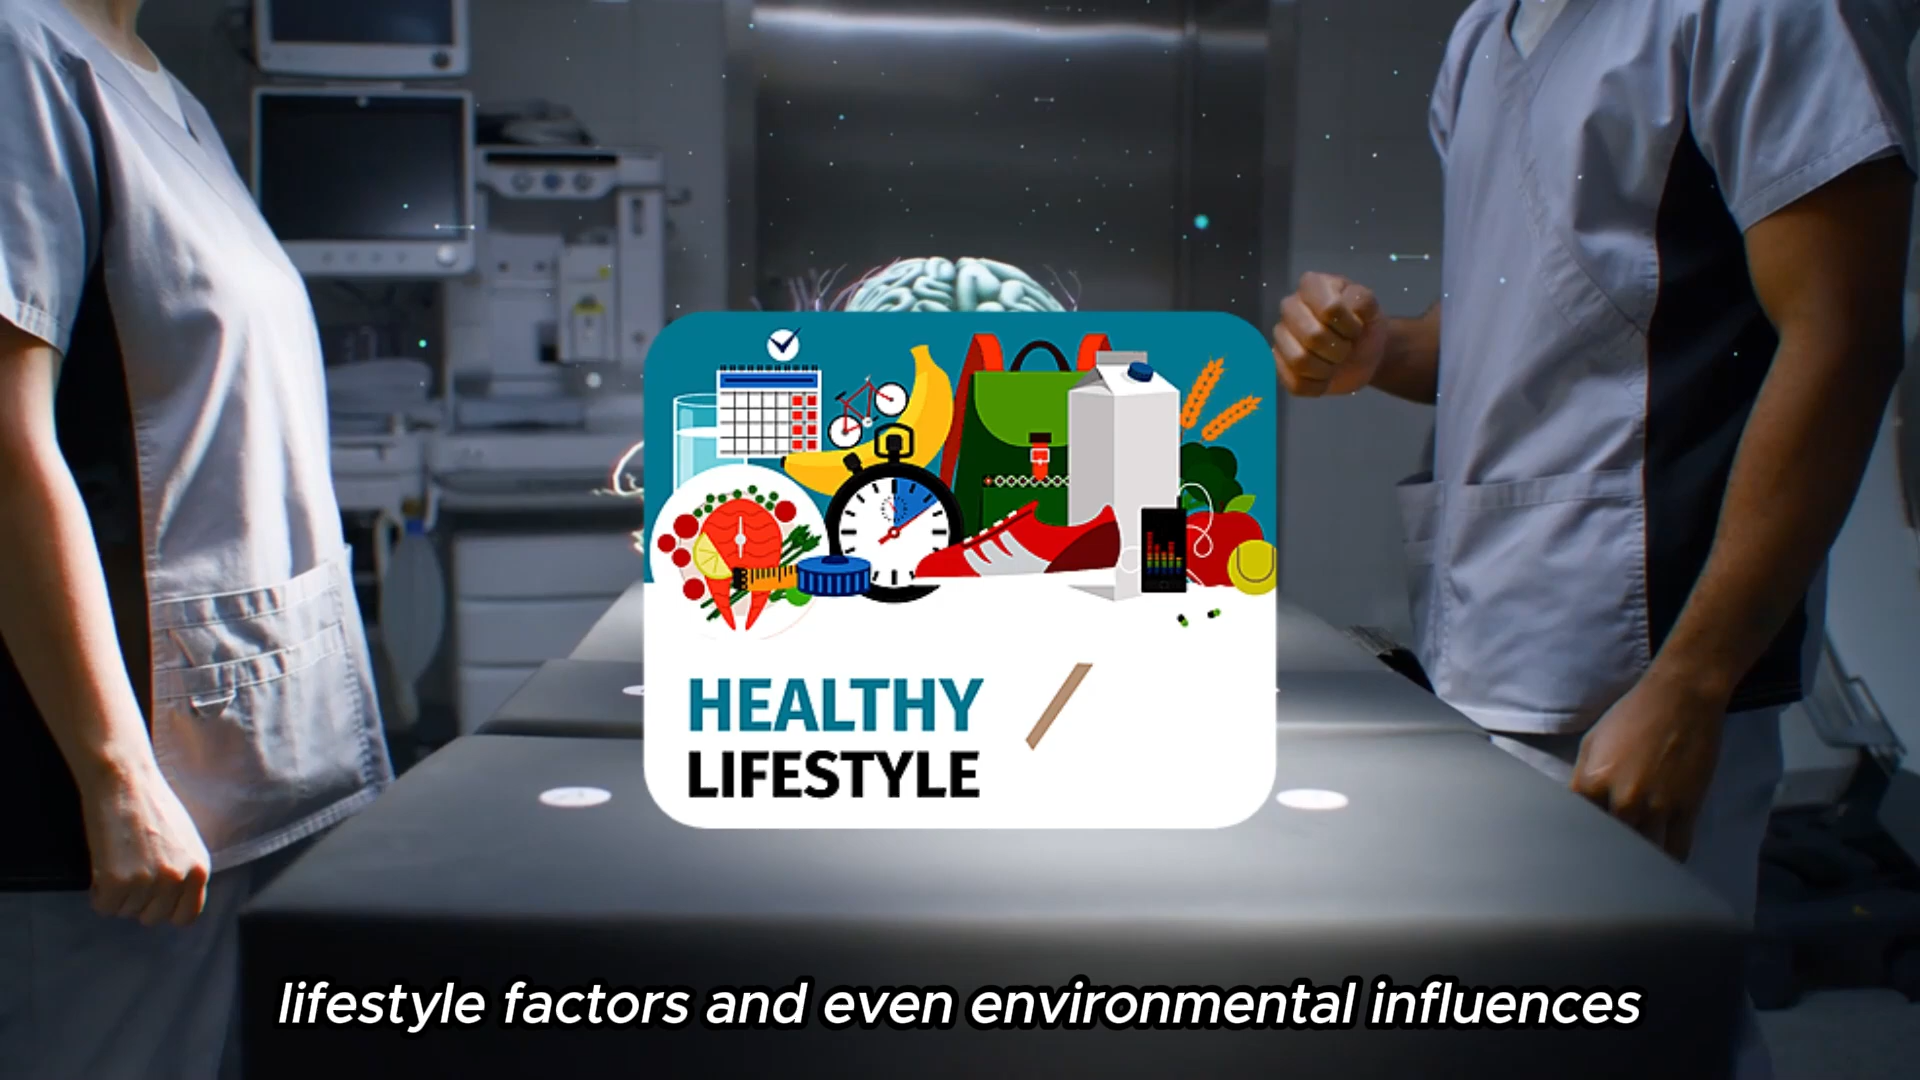 HEALTHY
LIFESTYLE
lifestyle factors and even environmental influences